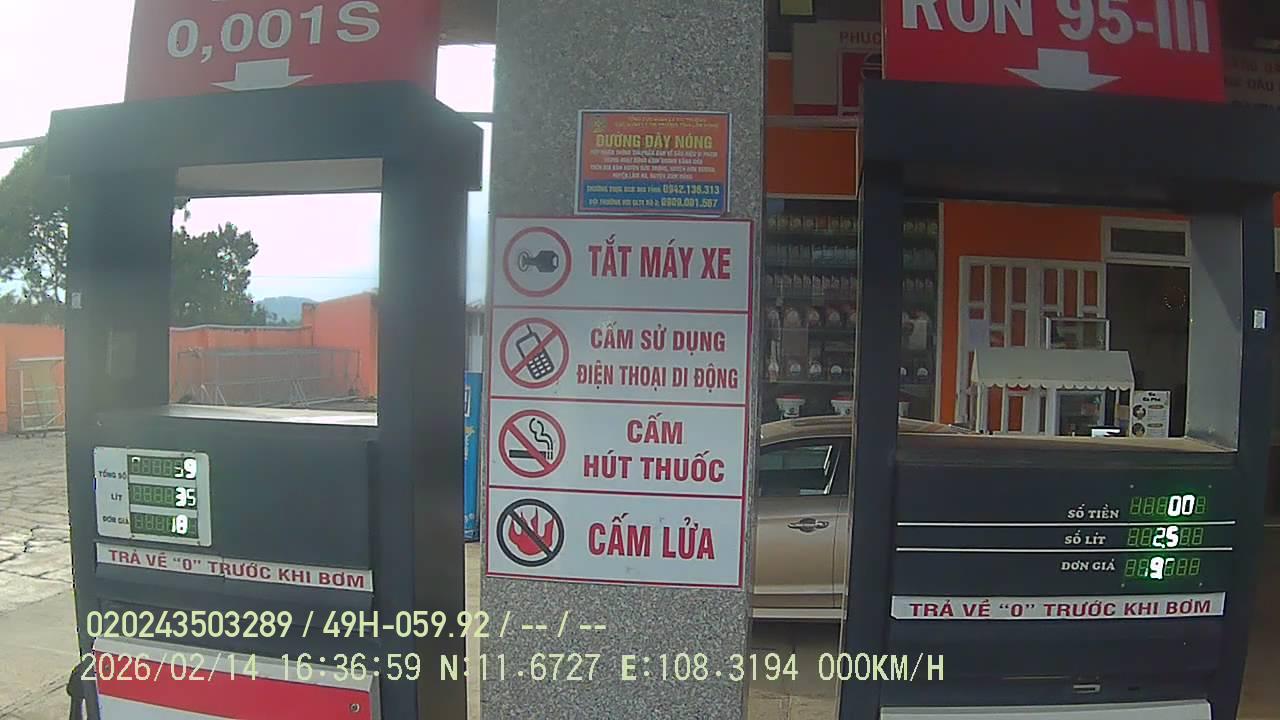 0,001S
RON 95-III
PHUC
ĐƯỜNG DÂY NÓNG
0942.136.313
0909.001.567
TẮT MÁY XE
CẤM SỬ DỤNG
ĐIỆN THOẠI DI ĐỘNG
CẤM
HÚT THUỐC
CẤM LỬA
TỔNG SỐ
LÍT
ĐƠN GIÁ
TRẢ VỀ "0" TRƯỚC KHI BƠM
SỐ TIỀN
SỐ LÍT
ĐƠN GIÁ
TRẢ VỀ "0" TRƯỚC KHI BƠM
020243503289 / 49H-059.92 / -- / --
2026/02/14 16:36:59 N:11.6727 E:108.3194 000KM/H